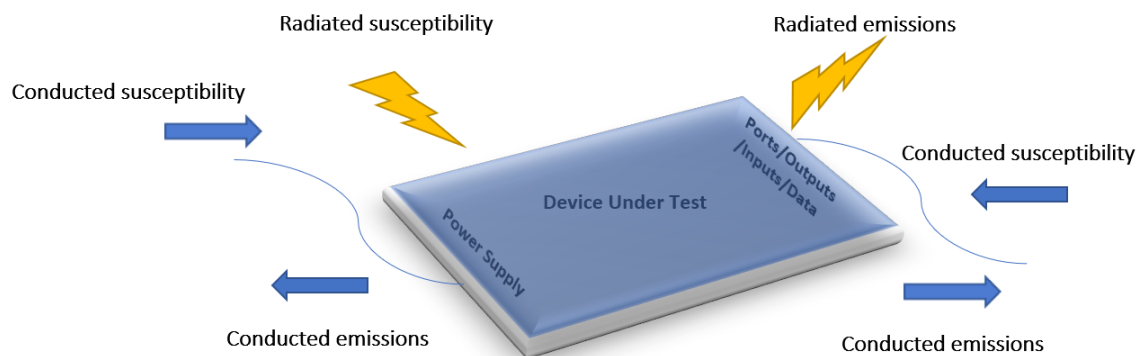 Radiated susceptibility
Radiated emissions
Conducted susceptibility
Ports/Outputs
/Inputs/Data
Conducted susceptibility
Device Under Test
Power Supply
Conducted emissions
Conducted emissions